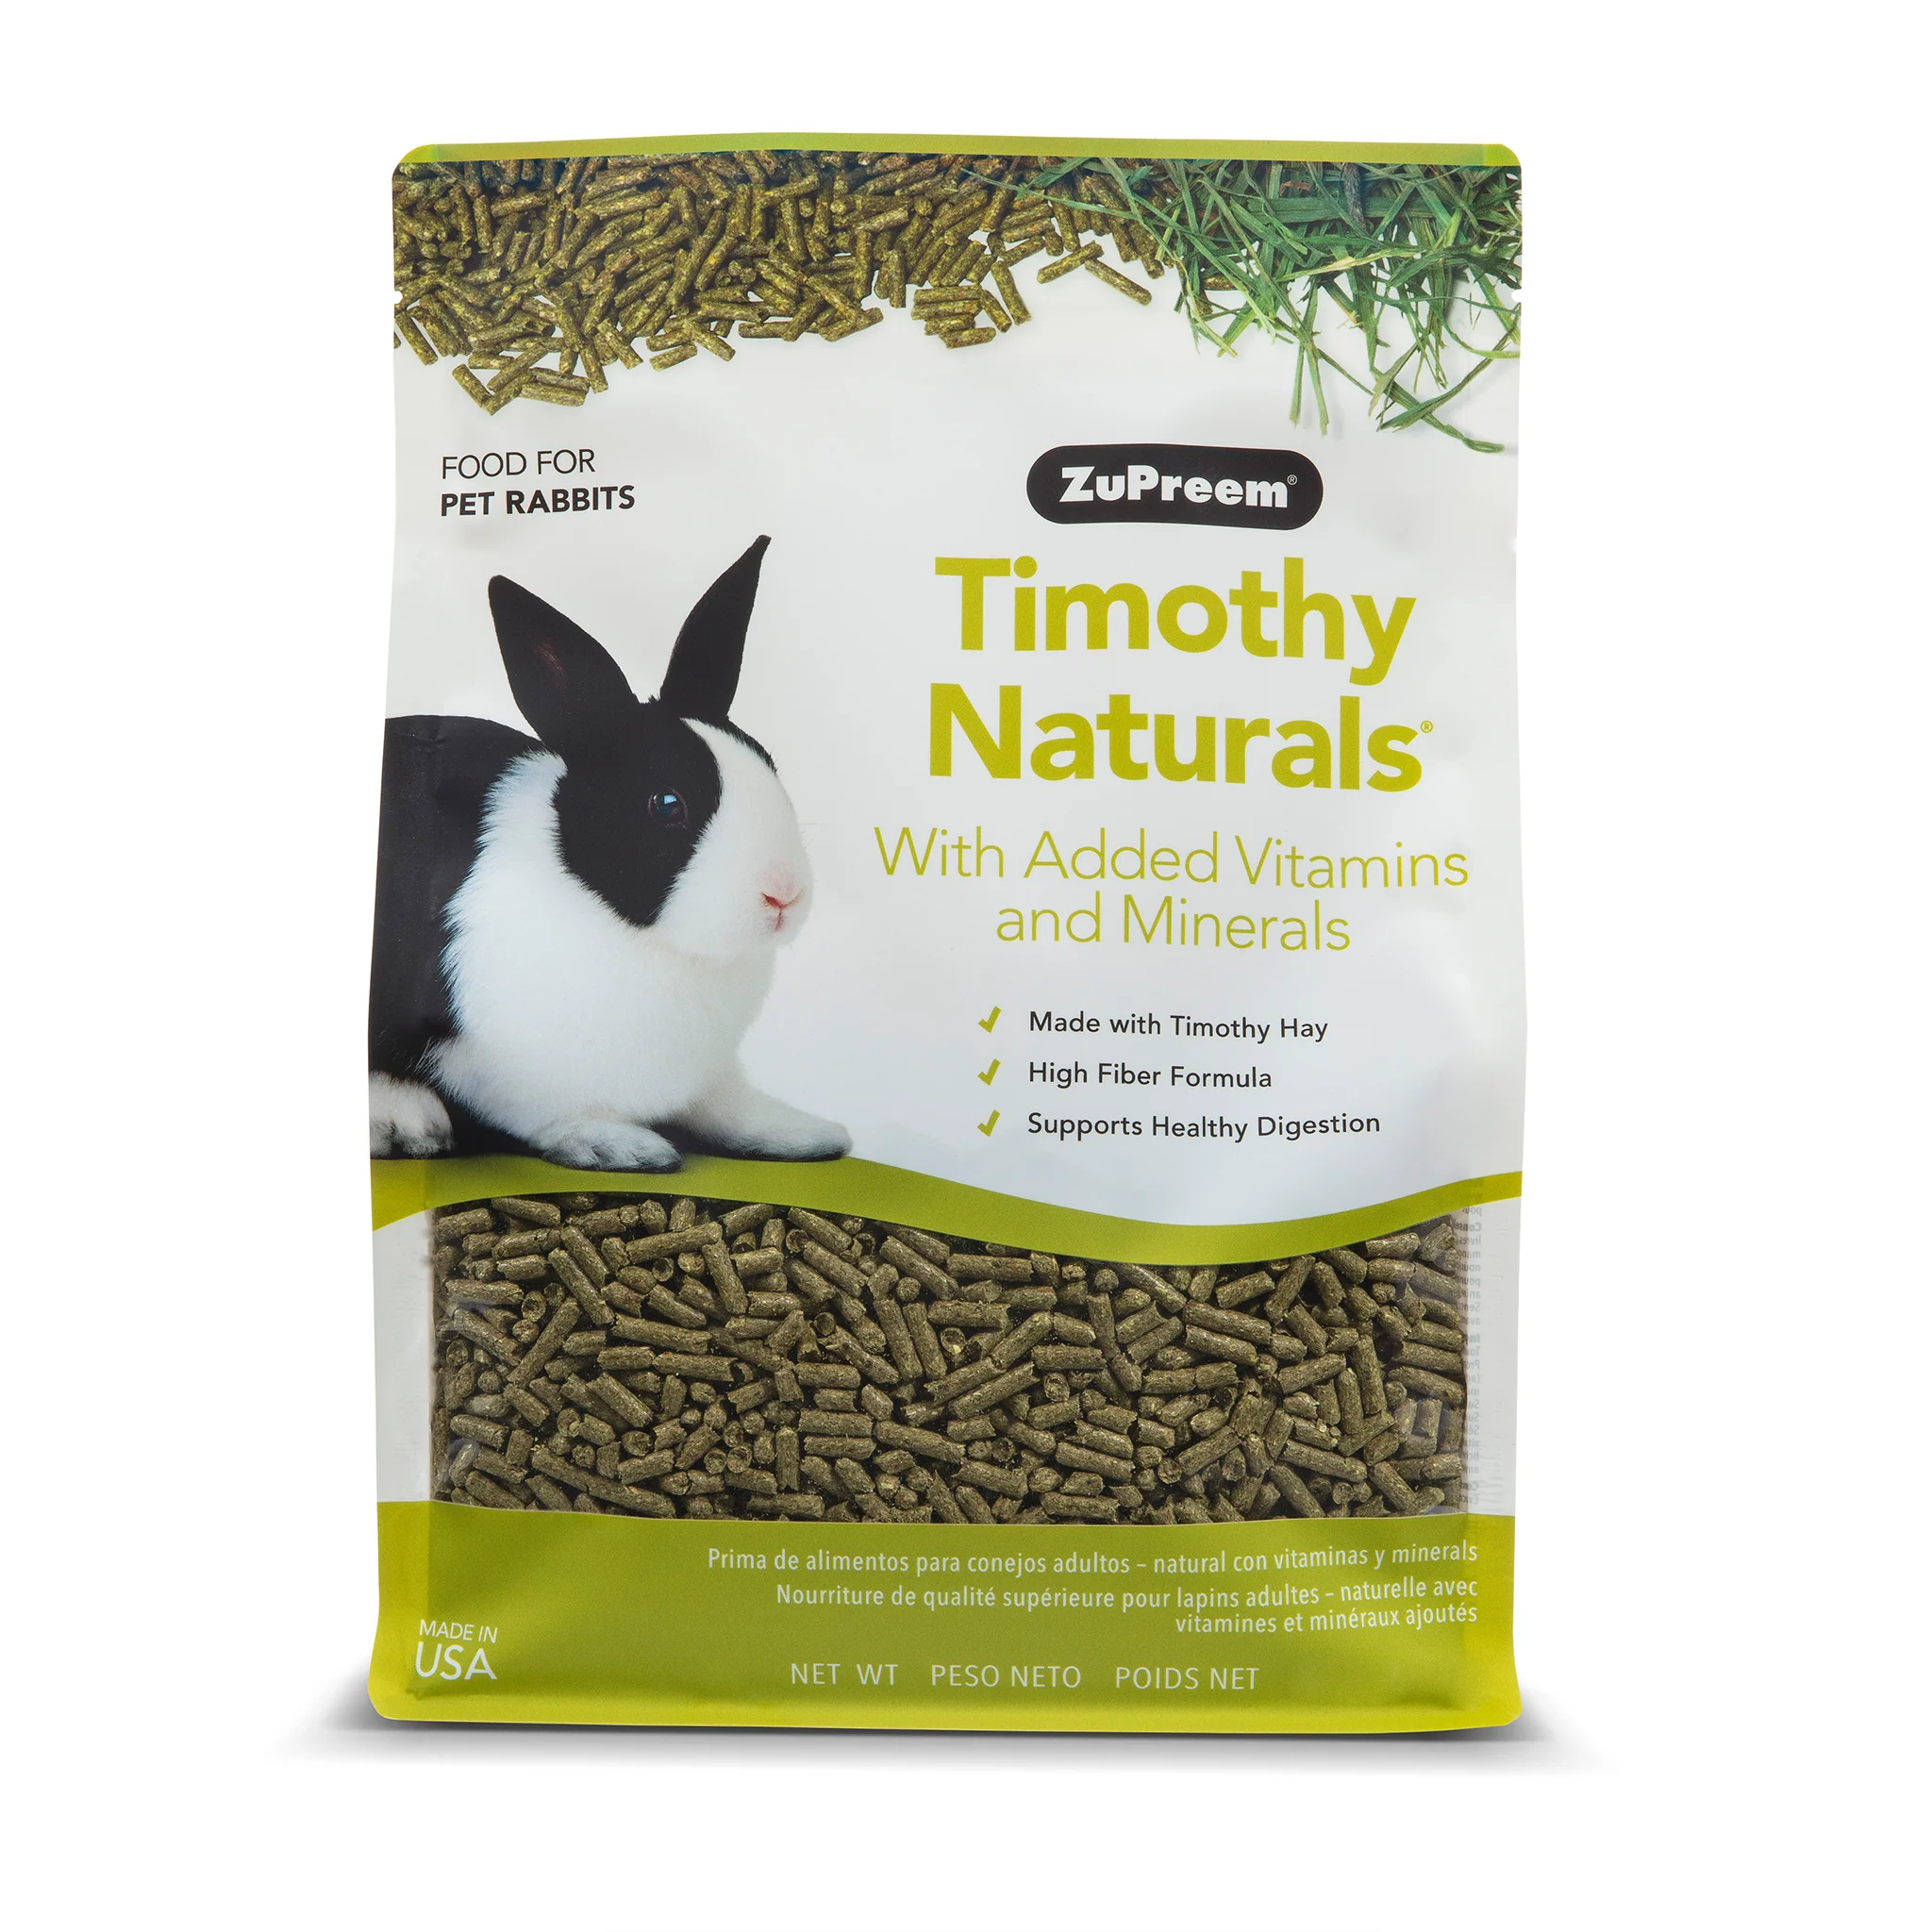 FOOD FOR
PET RABBITS
ZuPreem®
Timothy
Naturals®
With Added Vitamins
and Minerals
✓ Made with Timothy Hay
✓ High Fiber Formula
✓ Supports Healthy Digestion
Prima de alimentos para conejos adultos – natural con vitaminas y minerals
Nourriture de qualité supérieure pour lapins adultes – naturelle avec
vitamines et minéraux ajoutés
MADE IN
USA
NET WT PESO NETO POIDS NET